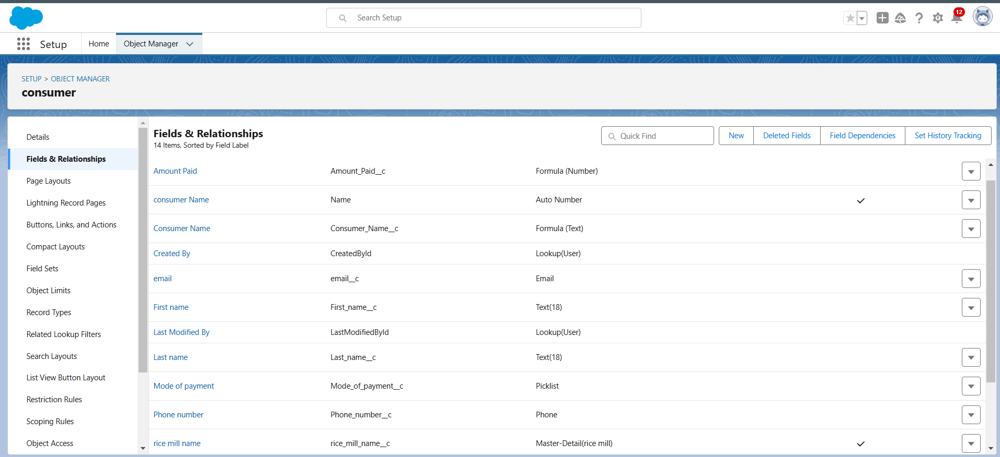 Search Setup
12
Setup
Home
Object Manager
SETUP > OBJECT MANAGER
consumer
Details
Fields & Relationships
Page Layouts
Lightning Record Pages
Buttons, Links, and Actions
Compact Layouts
Field Sets
Object Limits
Record Types
Related Lookup Filters
Search Layouts
List View Button Layout
Restriction Rules
Scoping Rules
Object Access
Fields & Relationships
14 Items, Sorted by Field Label
Quick Find
New
Deleted Fields
Field Dependencies
Set History Tracking
Amount Paid Amount_Paid__c Formula (Number)
consumer Name Name Auto Number
Consumer Name Consumer_Name__c Formula (Text)
Created By CreatedById Lookup(User)
email email__c Email
First name First_name__c Text(18)
Last Modified By LastModifiedById Lookup(User)
Last name Last_name__c Text(18)
Mode of payment Mode_of_payment__c Picklist
Phone number Phone_number__c Phone
rice mill name rice_mill_name__c Master-Detail(rice mill)